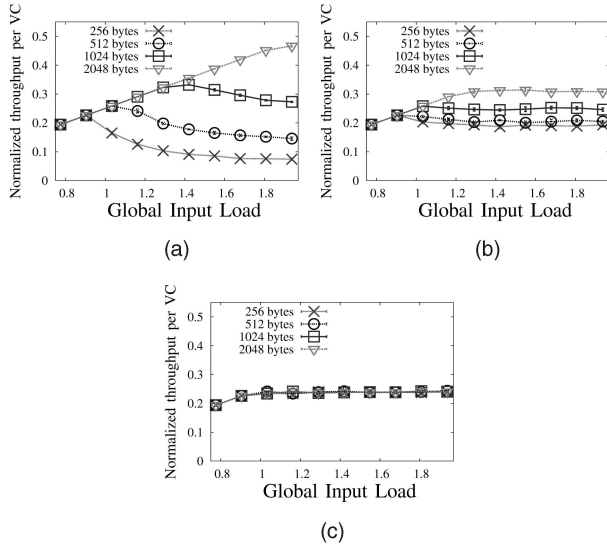 Normalized throughput per VC
0.5
0.4
0.3
0.2
0.1
0
256 bytes
512 bytes
1024 bytes
2048 bytes
0.8 1 1.2 1.4 1.6 1.8
Global Input Load
(a)
Normalized throughput per VC
0.5
0.4
0.3
0.2
0.1
0
256 bytes
512 bytes
1024 bytes
2048 bytes
0.8 1 1.2 1.4 1.6 1.8
Global Input Load
(b)
Normalized throughput per VC
0.5
0.4
0.3
0.2
0.1
0
256 bytes
512 bytes
1024 bytes
2048 bytes
0.8 1 1.2 1.4 1.6 1.8
Global Input Load
(c)